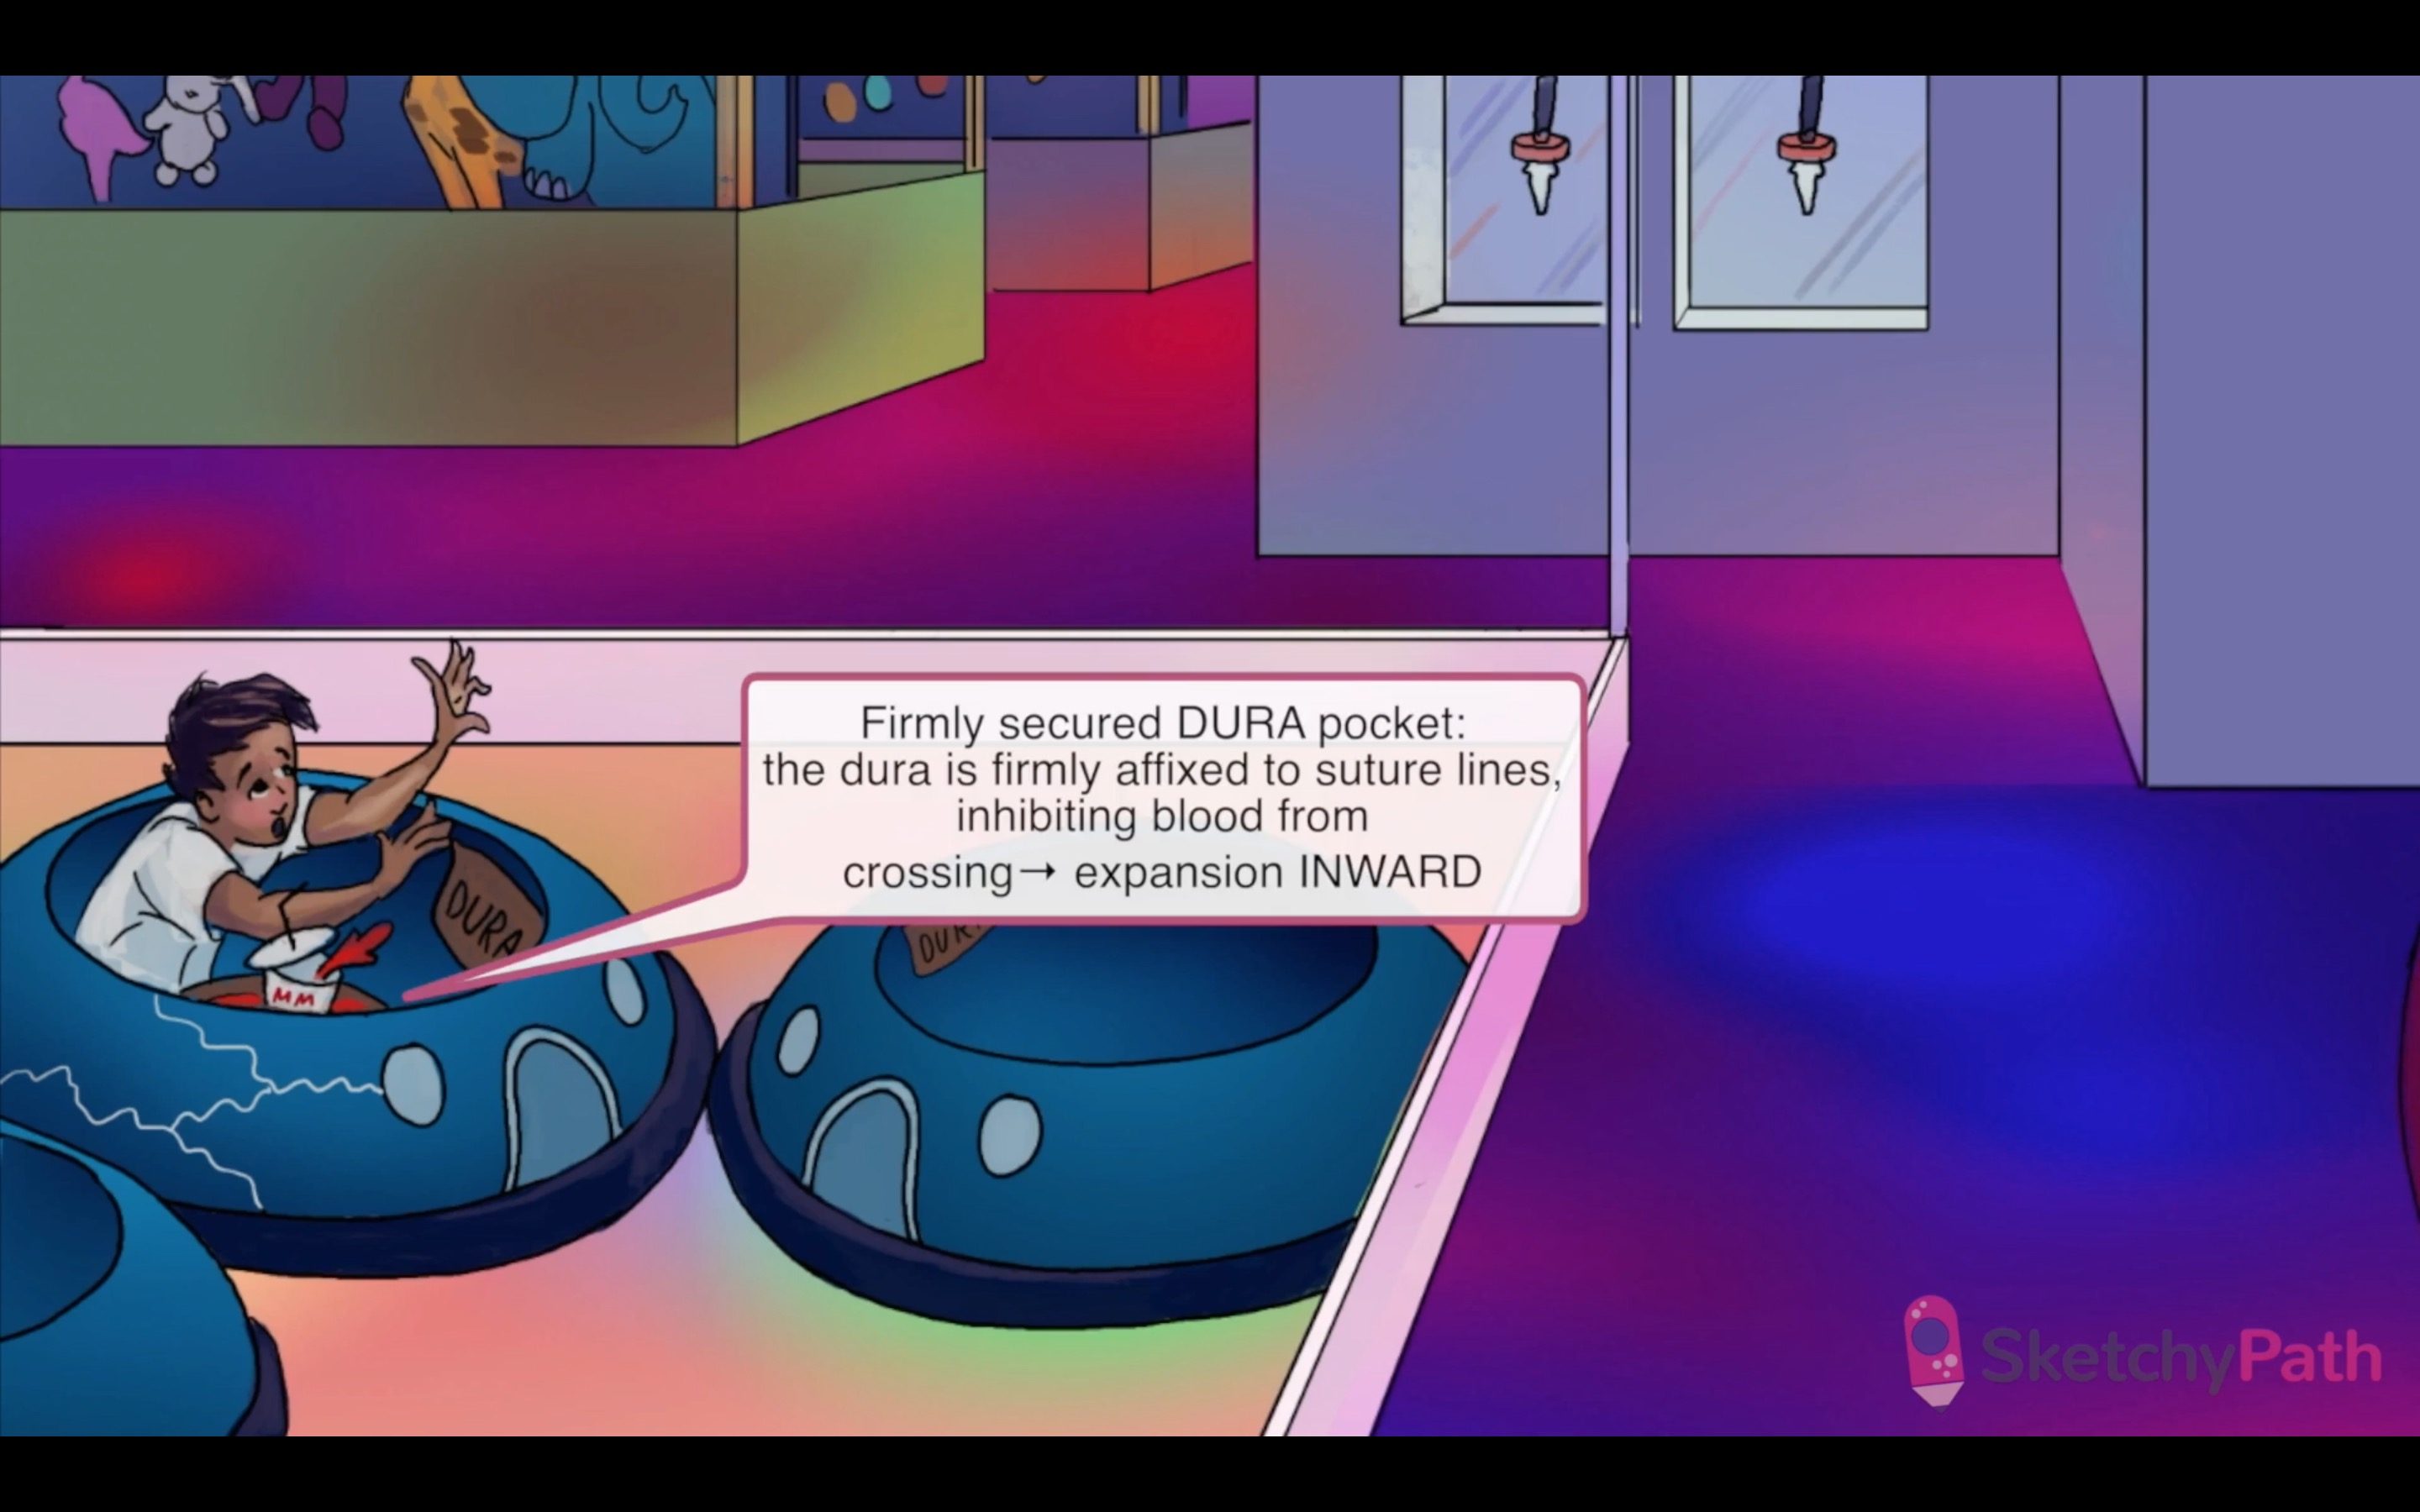 Firmly secured DURA pocket:
the dura is firmly affixed to suture lines,
inhibiting blood from
crossing→ expansion INWARD
DURA
DUR
MM
SketchyPath